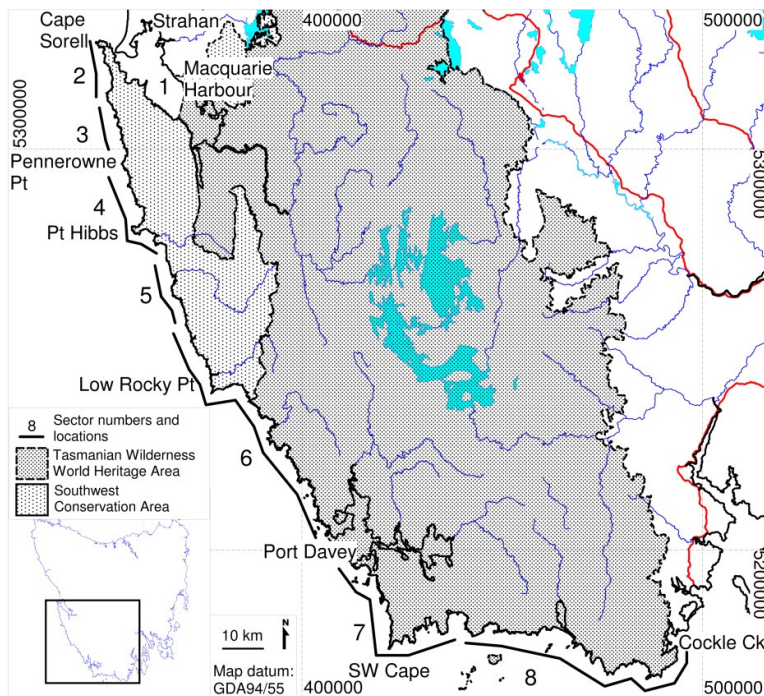 Cape
Sorell
Strahan
400000
500000
2
1
Macquarie
Harbour
5300000
5300000
3
Pennerowne
Pt
4
Pt Hibbs
5
Low Rocky Pt
8 Sector numbers and
locations
Tasmanian Wilderness
World Heritage Area
Southwest
Conservation Area
6
Port Davey
5200000
7
10 km
N
Map datum:
GDA94/55
SW Cape
8
Cockle Ck
400000
500000